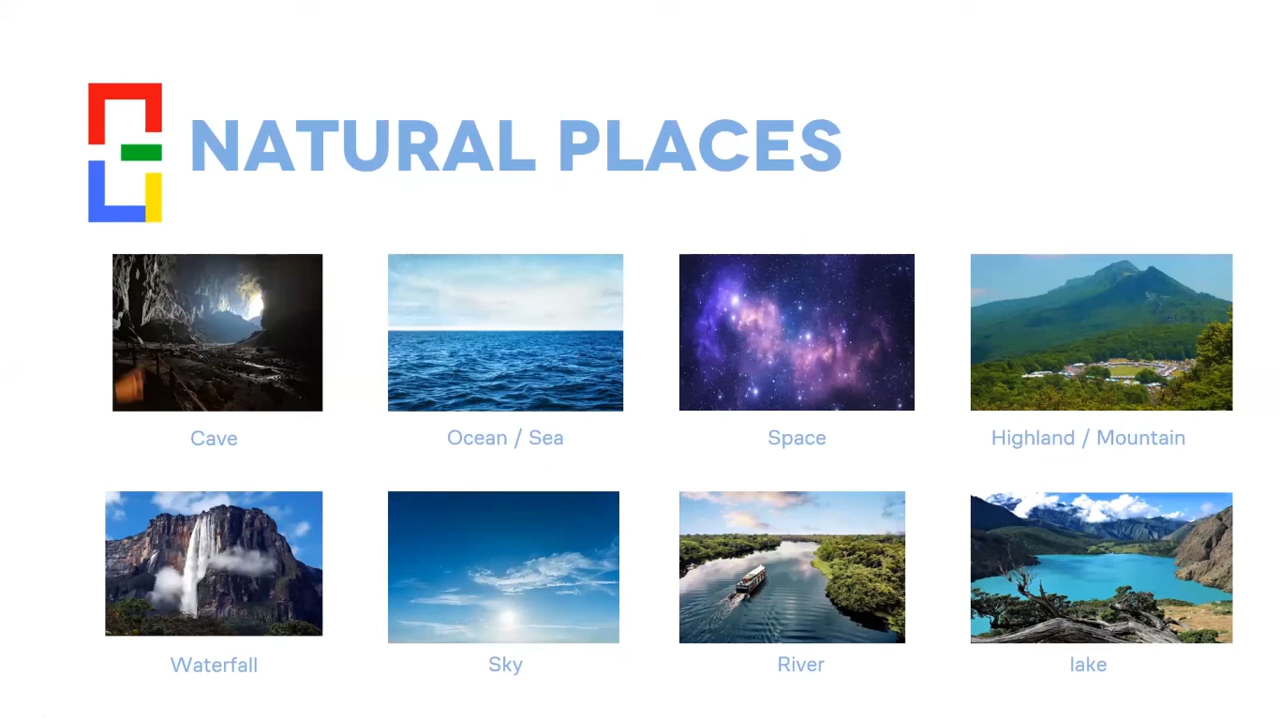 NATURAL PLACES
Cave
Ocean / Sea
Space
Highland / Mountain
Waterfall
Sky
River
lake